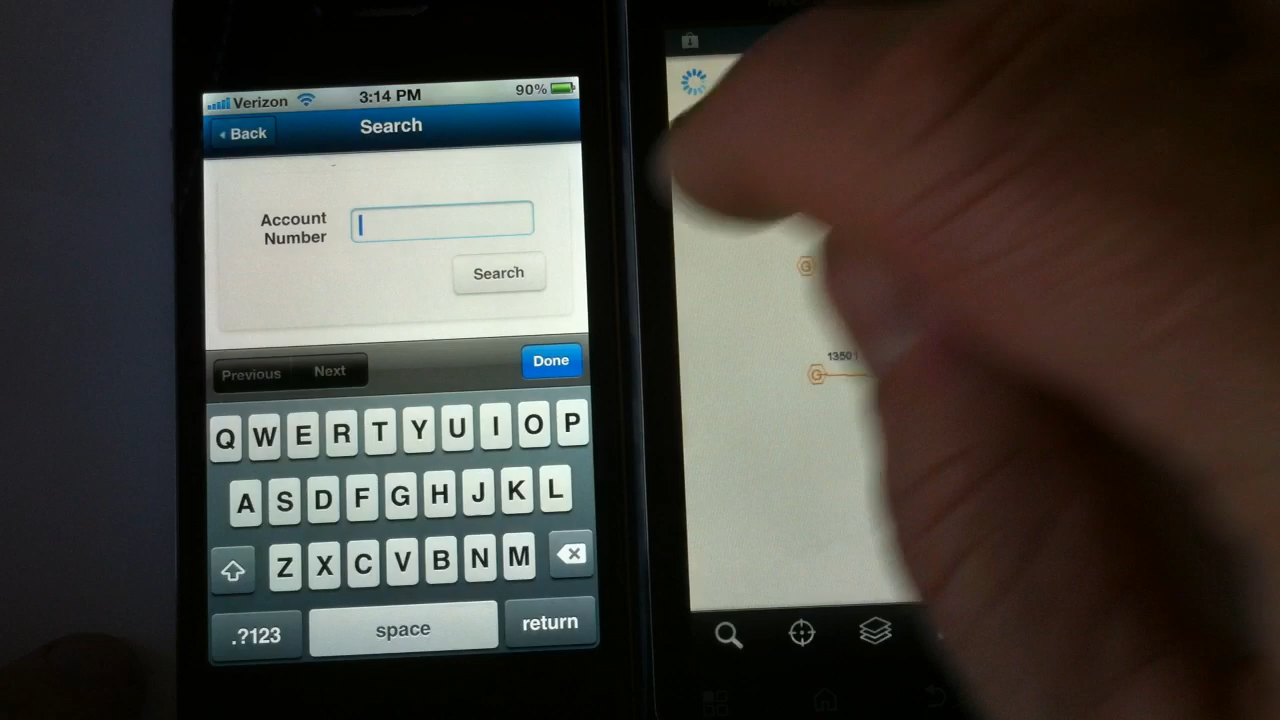 Verizon 3:14 PM 90%
Back Search
Account
Number
Search
Previous Next Done
Q W E R T Y U I O P
A S D F G H J K L
Z X C V B N M
.?123 space return
G
1350
G